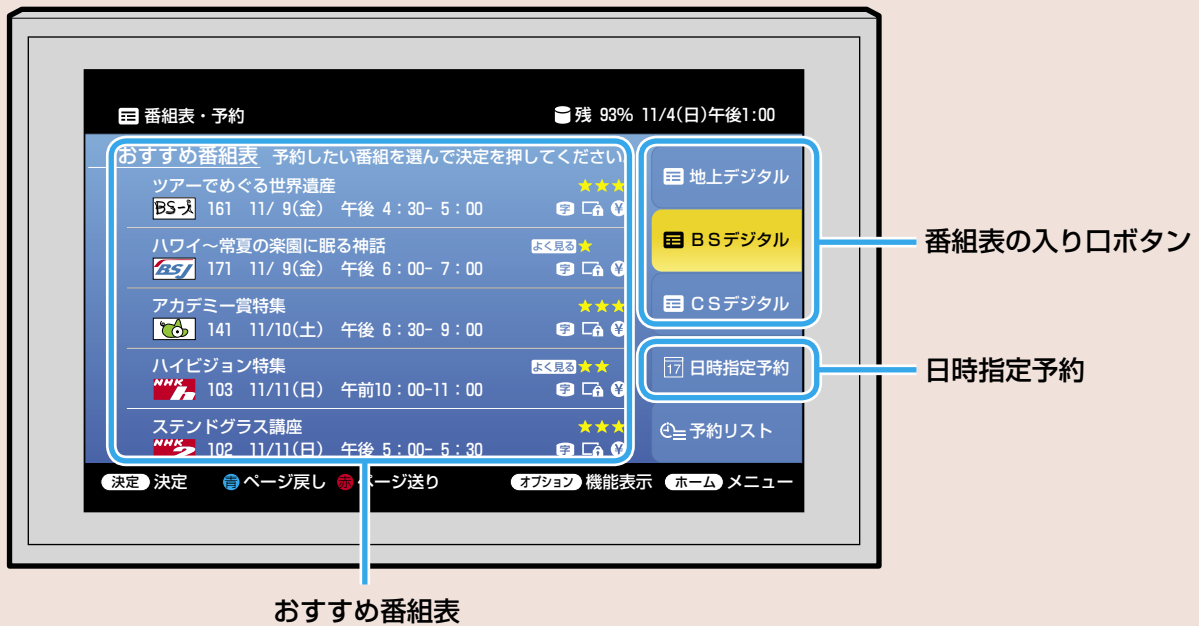 番組表・予約 残 93% 11/4(日)午後1:00
おすすめ番組表 予約したい番組を選んで決定を押してください。
ツアーでめぐる世界遺産 ★★★
BS-i 161 11/ 9(金) 午後 4:30- 5:00 字 ¥
ハワイ〜常夏の楽園に眠る神話 よく見る ★
BSJ 171 11/ 9(金) 午後 6:00- 7:00 字 ¥
アカデミー賞特集 ★★★
141 11/10(土) 午後 6:30- 9:00 字 ¥
ハイビジョン特集 よく見る ★★
NHK h 103 11/11(日) 午前10:00-11:00 字 ¥
ステンドグラス講座 ★★★
NHK 2 102 11/11(日) 午後 5:00- 5:30 字 ¥
地上デジタル
BSデジタル
CSデジタル
17 日時指定予約
予約リスト
決定 決定 青 ページ戻し 赤 ページ送り オプション 機能表示 ホーム メニュー
番組表の入り口ボタン
日時指定予約
おすすめ番組表